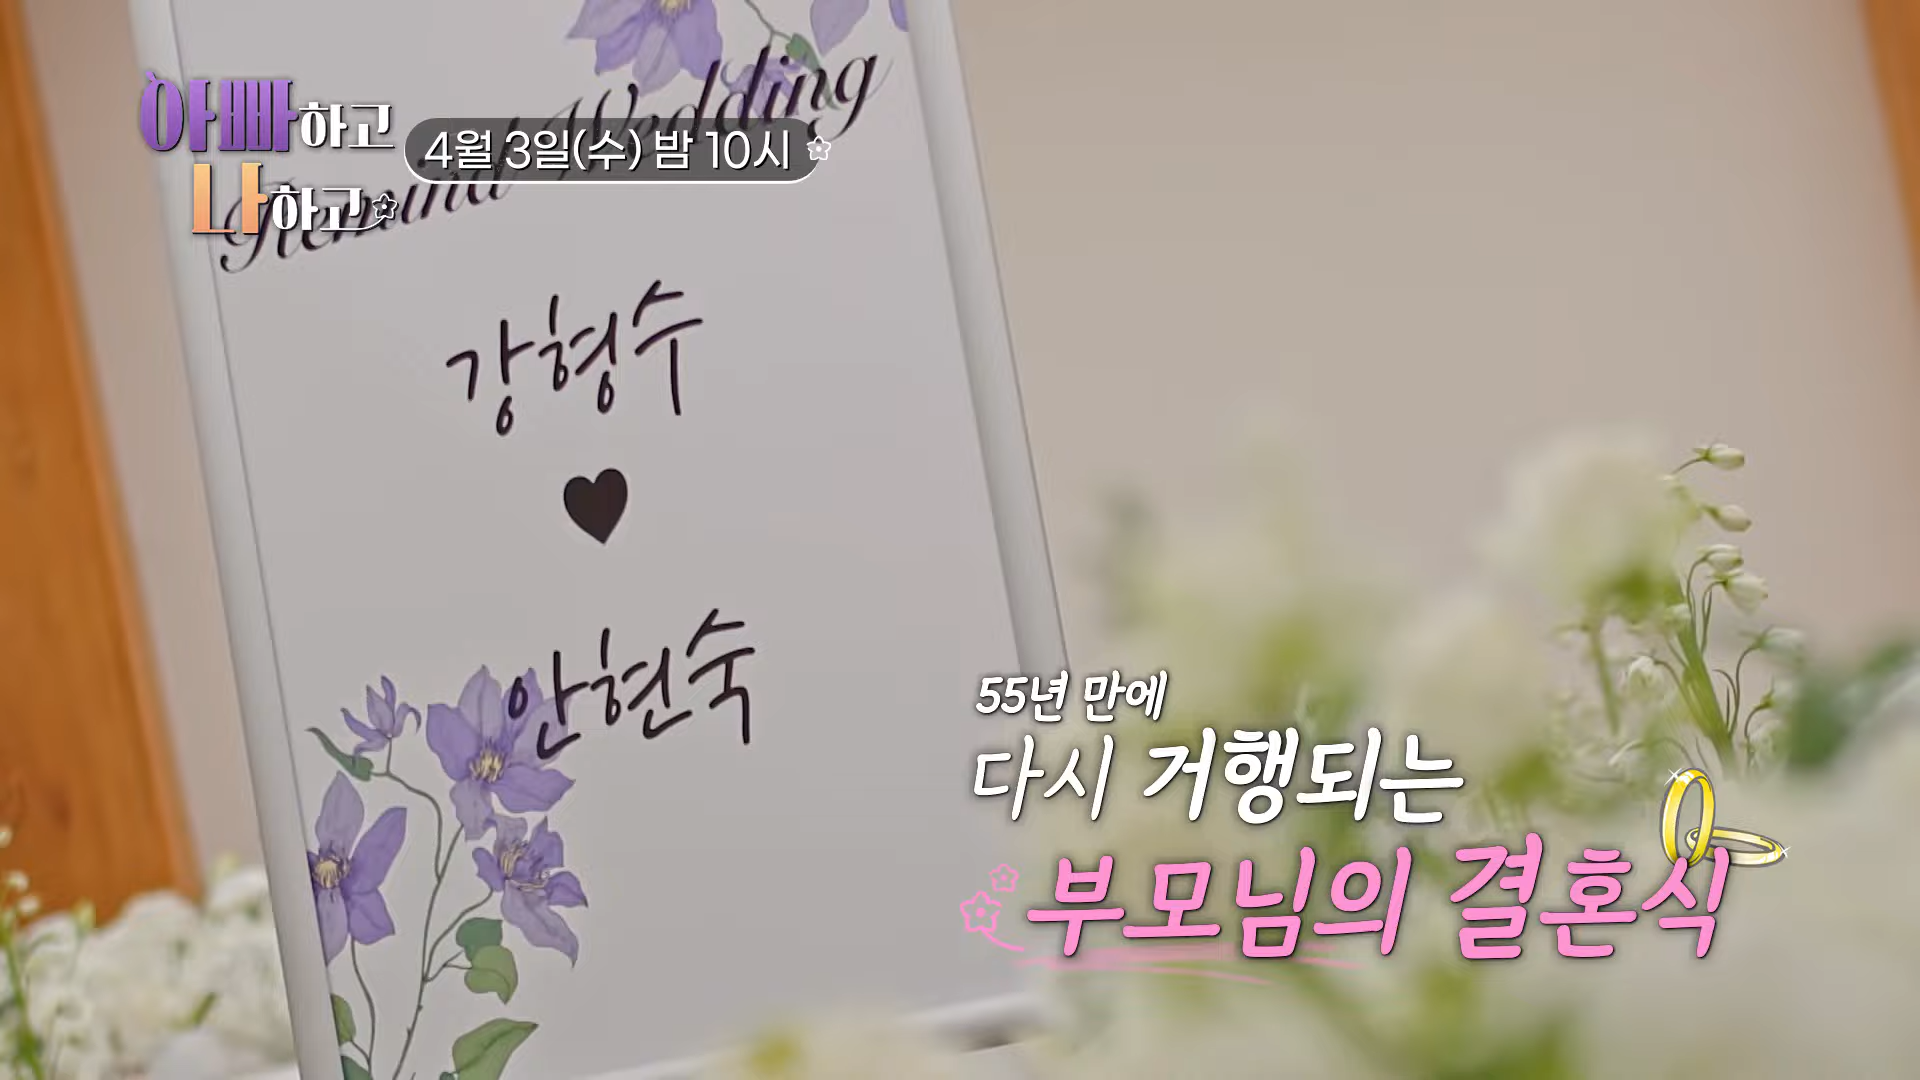 아빠하고
나하고
4월 3일(수) 밤 10시
Remind Wedding
강형수
안현숙
55년 만에
다시 거행되는
부모님의 결혼식